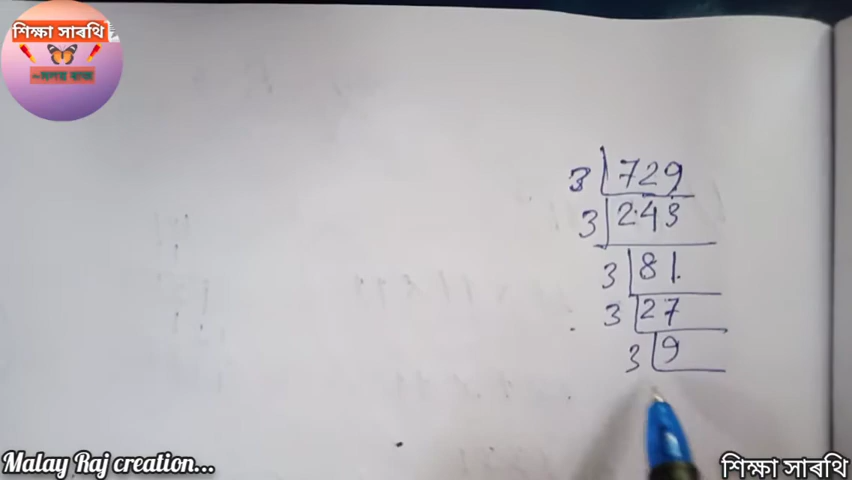 শিক্ষা সাৰথি
3 729
3 243
3 81
3 27
3 9
Malay Raj creation...
শিক্ষা সাৰথি